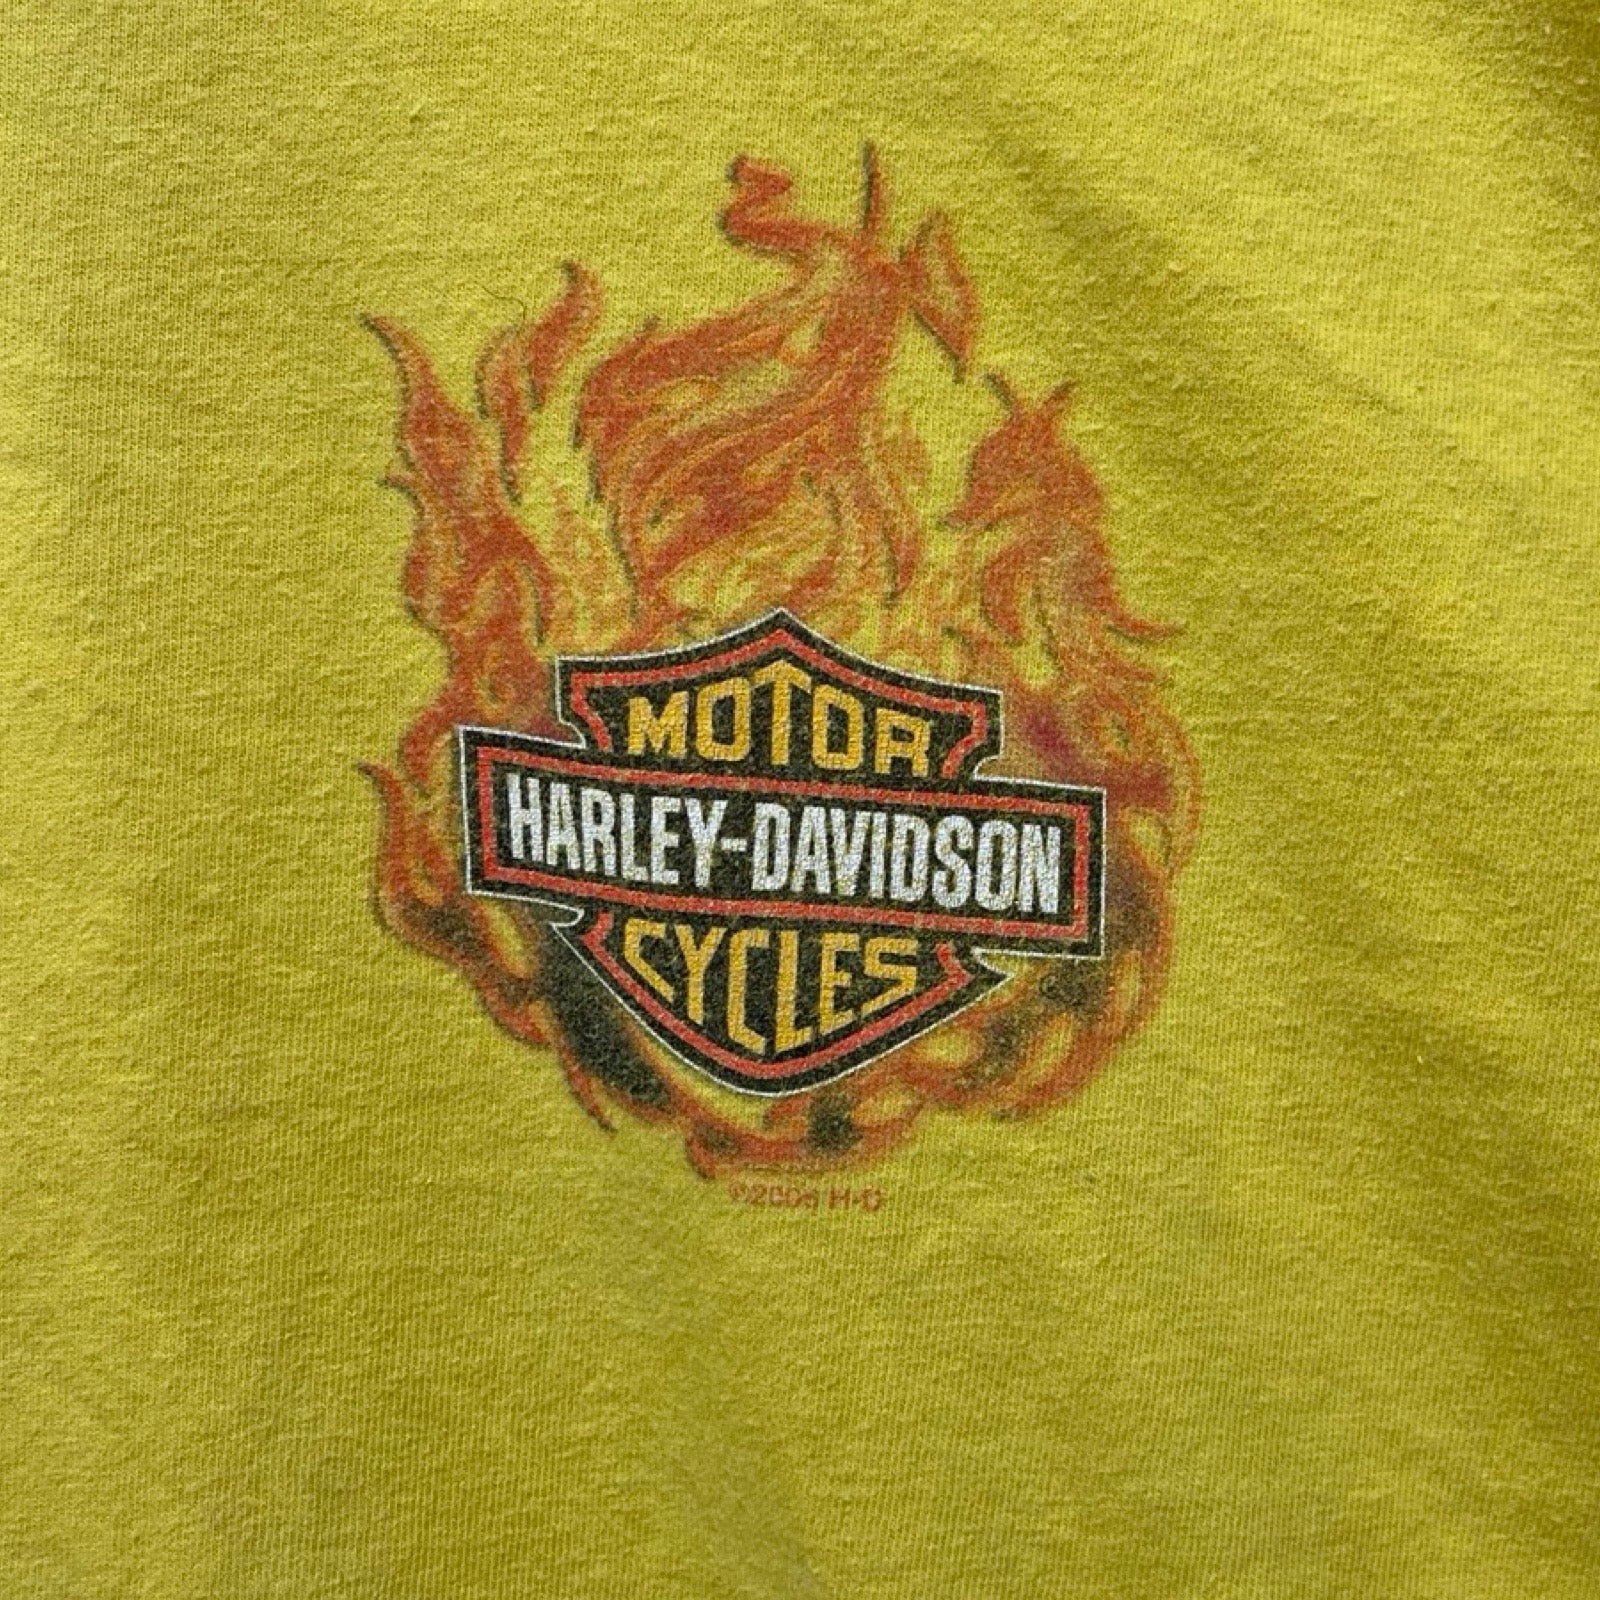 MOTOR
HARLEY-DAVIDSON
CYCLES
H-D